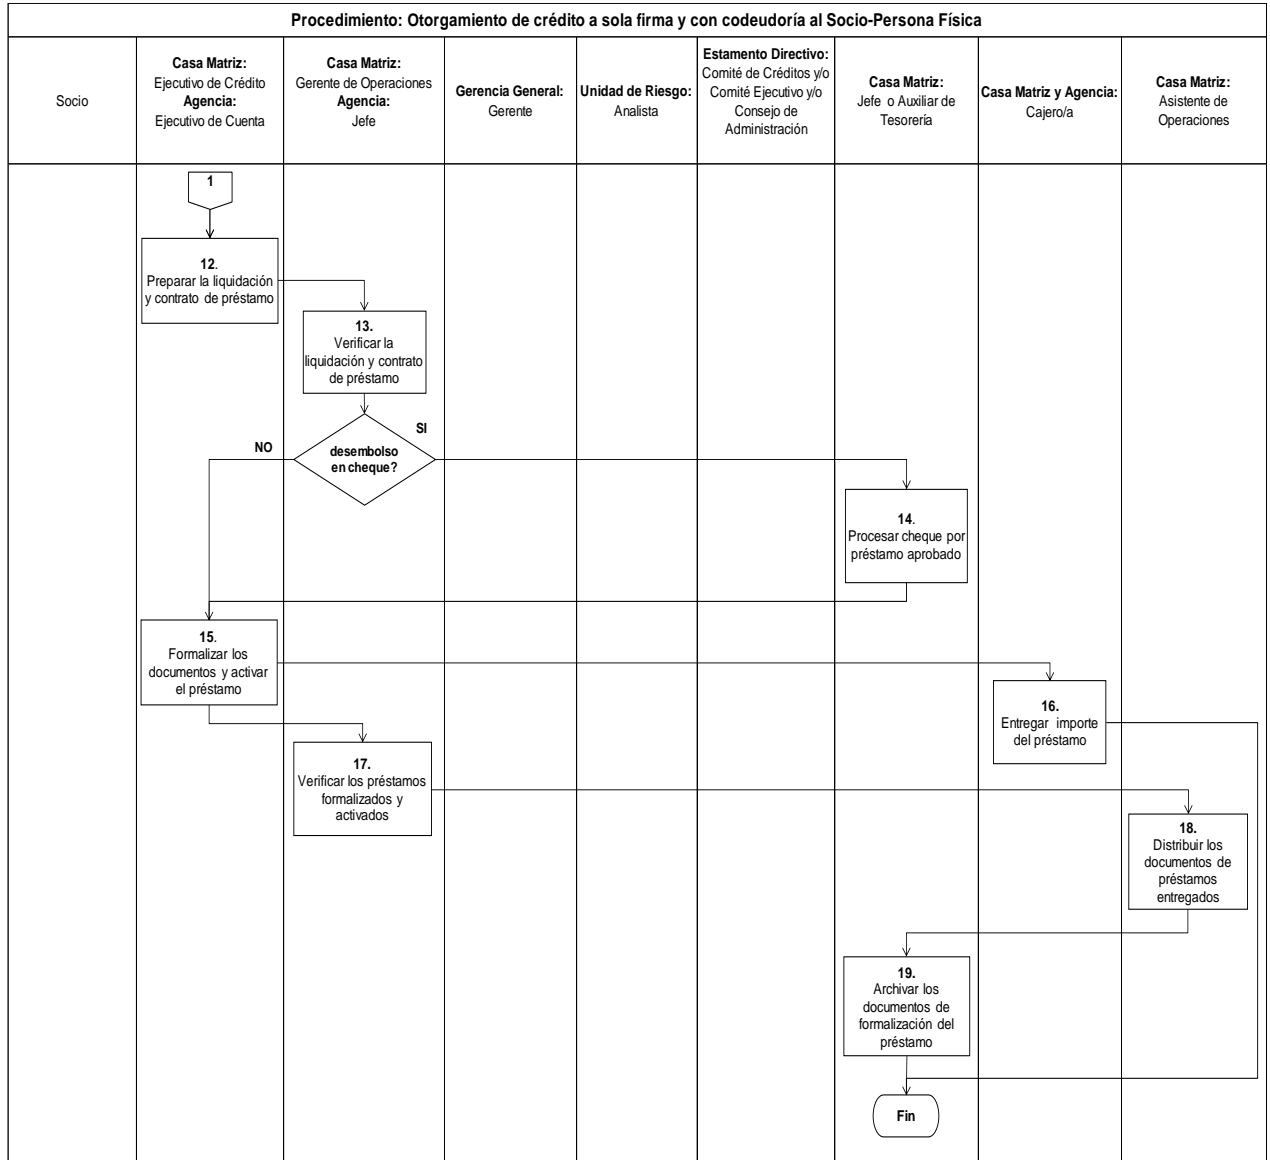 Procedimiento: Otorgamiento de crédito a sola firma y con codeudoría al Socio-Persona Física
Socio
Casa Matriz:
Ejecutivo de Crédito
Agencia:
Ejecutivo de Cuenta
Casa Matriz:
Gerente de Operaciones
Agencia:
Jefe
Gerencia General:
Gerente
Unidad de Riesgo:
Analista
Estamento Directivo:
Comité de Créditos y/o
Comité Ejecutivo y/o
Consejo de
Administración
Casa Matriz:
Jefe o Auxiliar de
Tesorería
Casa Matriz y Agencia:
Cajero/a
Casa Matriz:
Asistente de
Operaciones
1
12.
Preparar la liquidación
y contrato de préstamo
13.
Verificar la
liquidación y contrato
de préstamo
SI
NO
desembolso
en cheque?
14.
Procesar cheque por
préstamo aprobado
15.
Formalizar los
documentos y activar
el préstamo
16.
Entregar importe
del préstamo
17.
Verificar los préstamos
formalizados y
activados
18.
Distribuir los
documentos de
préstamos
entregados
19.
Archivar los
documentos de
formalización del
préstamo
Fin